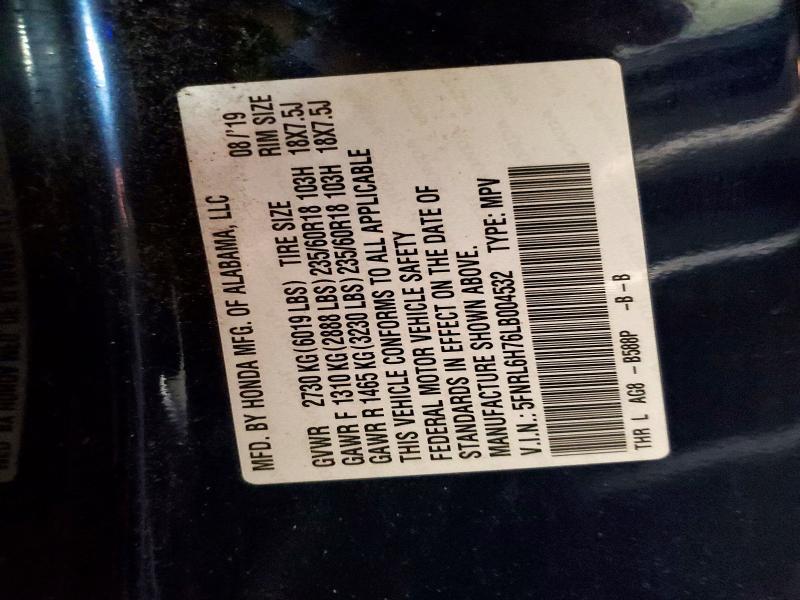 MFD. BY HONDA MFG. OF ALABAMA, LLC 08/'19
GVWR 2730 KG (6019 LBS) TIRE SIZE RIM SIZE
GAWR F 1310 KG (2888 LBS) 235/60R18 103H 18X7.5J
GAWR R 1465 KG (3230 LBS) 235/60R18 103H 18X7.5J
THIS VEHICLE CONFORMS TO ALL APPLICABLE
FEDERAL MOTOR VEHICLE SAFETY
STANDARDS IN EFFECT ON THE DATE OF
MANUFACTURE SHOWN ABOVE.
V.I.N.: 5FNRL6H76LB004532 TYPE: MPV
THR L AG8 -B588P -B-B